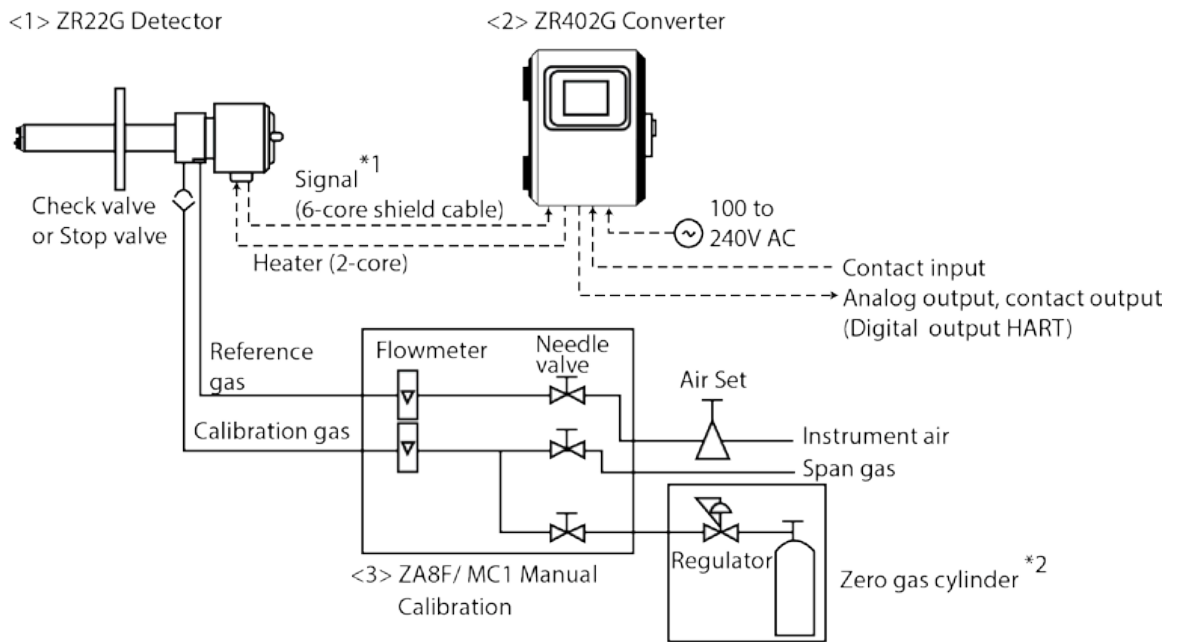 <1> ZR22G Detector
<2> ZR402G Converter
Check valve
or Stop valve
Signal*1
(6-core shield cable)
Heater (2-core)
100 to
240V AC
Contact input
Analog output, contact output
(Digital output HART)
Reference
gas
Flowmeter
Needle
valve
Air Set
Calibration gas
Instrument air
Span gas
Regulator
Zero gas cylinder *2
<3> ZA8F/ MC1 Manual
Calibration